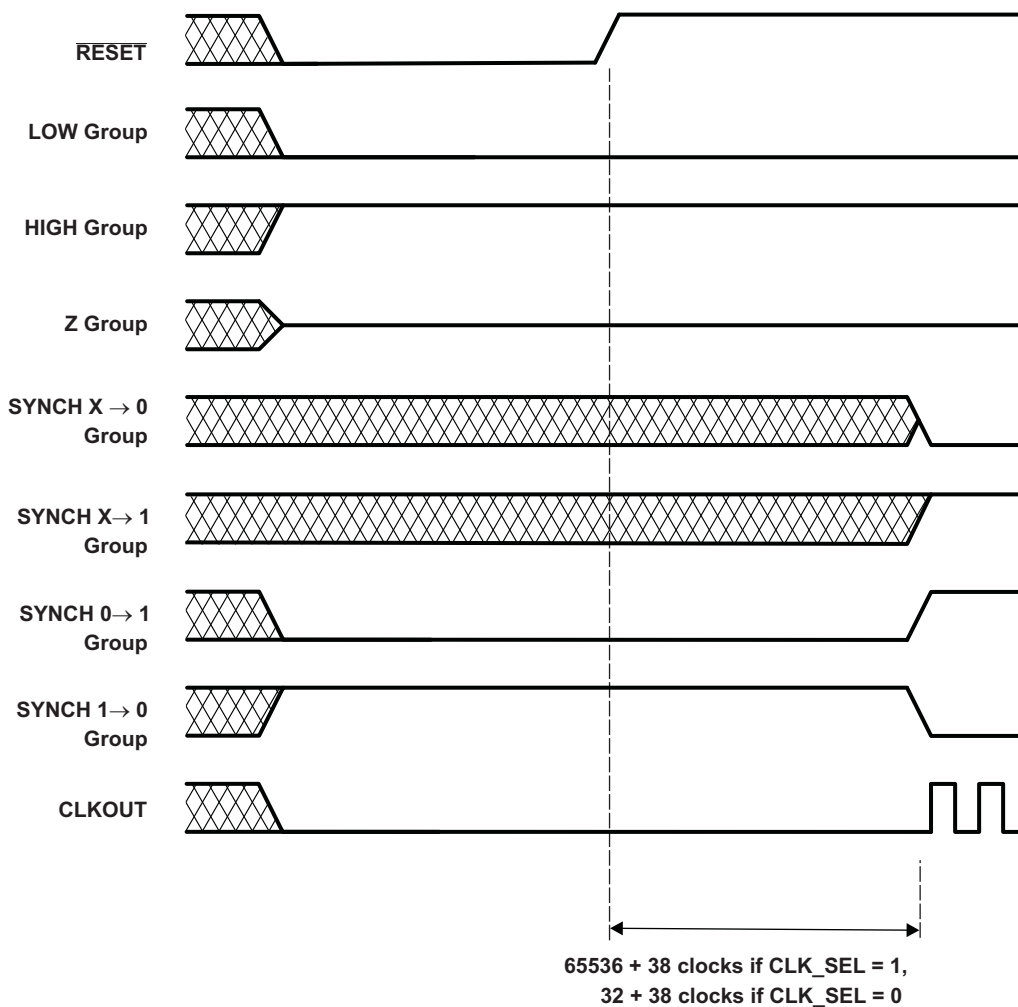 RESET
LOW Group
HIGH Group
Z Group
SYNCH X → 0
Group
SYNCH X→ 1
Group
SYNCH 0→ 1
Group
SYNCH 1→ 0
Group
CLKOUT
65536 + 38 clocks if CLK_SEL = 1,
32 + 38 clocks if CLK_SEL = 0